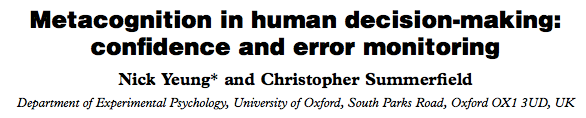 Metacognition in human decision-making:
confidence and error monitoring
Nick Yeung* and Christopher Summerfield
Department of Experimental Psychology, University of Oxford, South Parks Road, Oxford OX1 3UD, UK